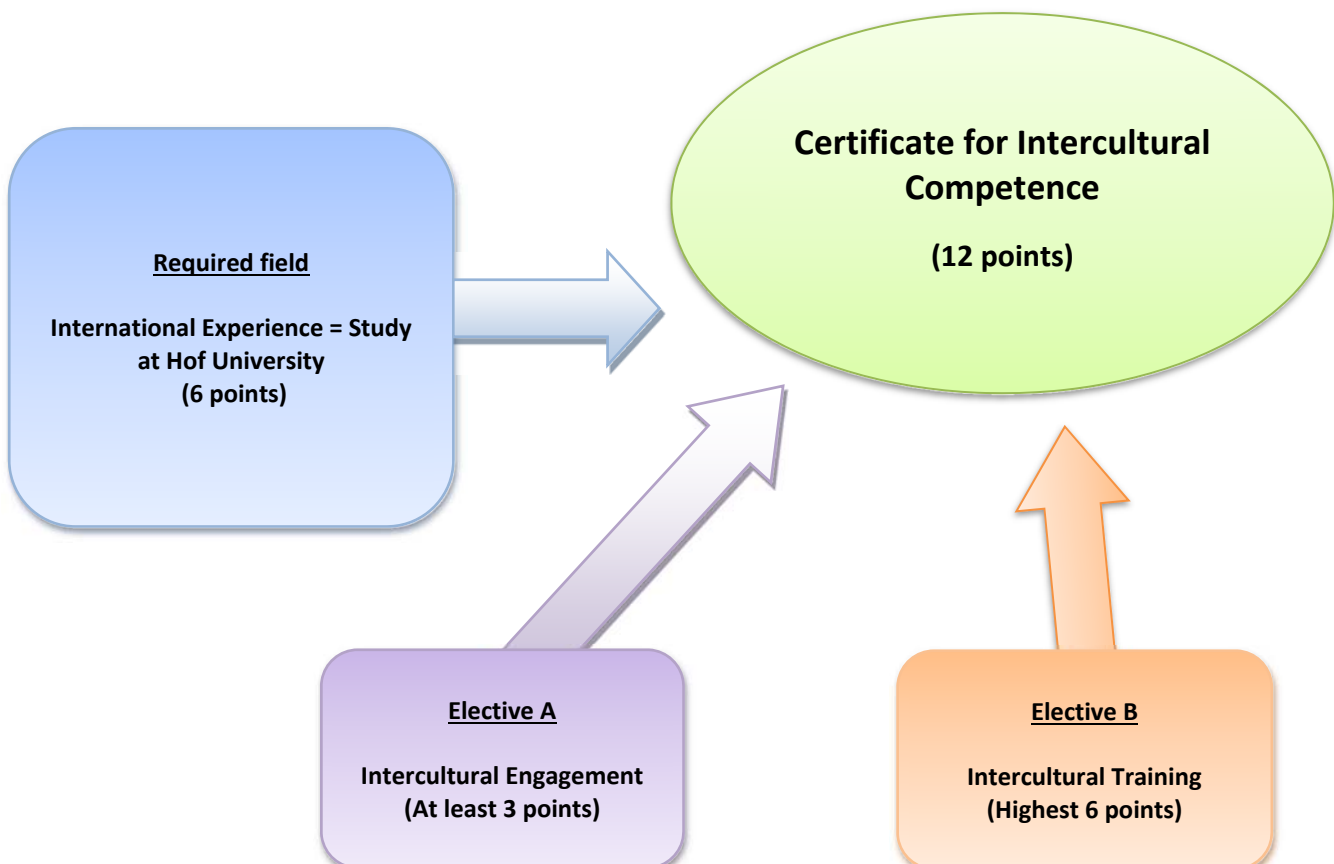 Certificate for Intercultural
Competence
(12 points)
Required field
International Experience = Study
at Hof University
(6 points)
Elective A
Intercultural Engagement
(At least 3 points)
Elective B
Intercultural Training
(Highest 6 points)